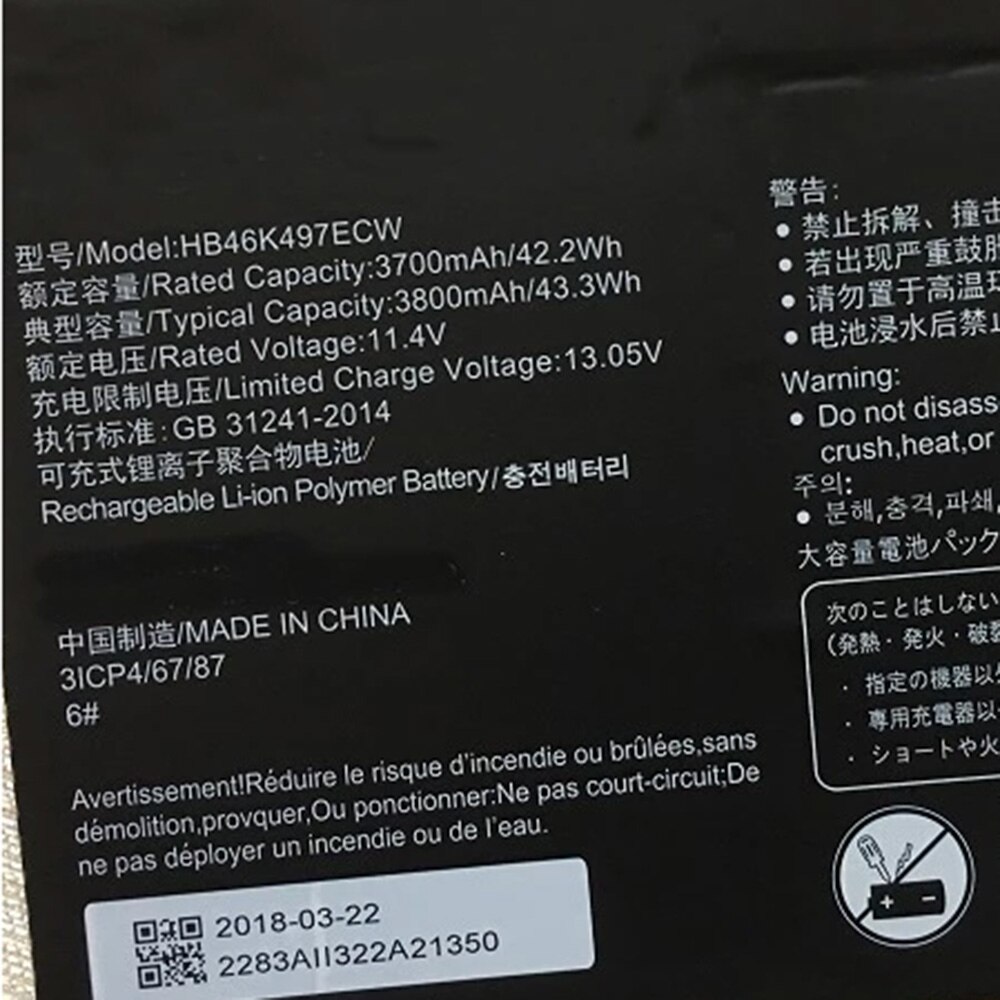 型号/Model:HB46K497ECW
额定容量/Rated Capacity:3700mAh/42.2Wh
典型容量/Typical Capacity:3800mAh/43.3Wh
额定电压/Rated Voltage:11.4V
充电限制电压/Limited Charge Voltage:13.05V
执行标准:GB 31241-2014
可充式锂离子聚合物电池/
Rechargeable Li-ion Polymer Battery/충전배터리
中国制造/MADE IN CHINA
3ICP4/67/87
6#
Avertissement!Réduire le risque d'incendie ou brûlées,sans
démolition,provquer,Ou ponctionner:Ne pas court-circuit;De
ne pas déployer un incendie ou de l'eau.
2018-03-22
2283AII322A21350
警告:
• 禁止拆解、撞击
• 若出现严重鼓胀
• 请勿置于高温环
• 电池浸水后禁止
Warning:
• Do not disass
crush,heat,or
주의:
• 분해,충격,파쇄,
大容量電池パック
次のことはしない
(発熱・発火・破裂
・指定の機器以外
・専用充電器以
・ショートや火
+ −